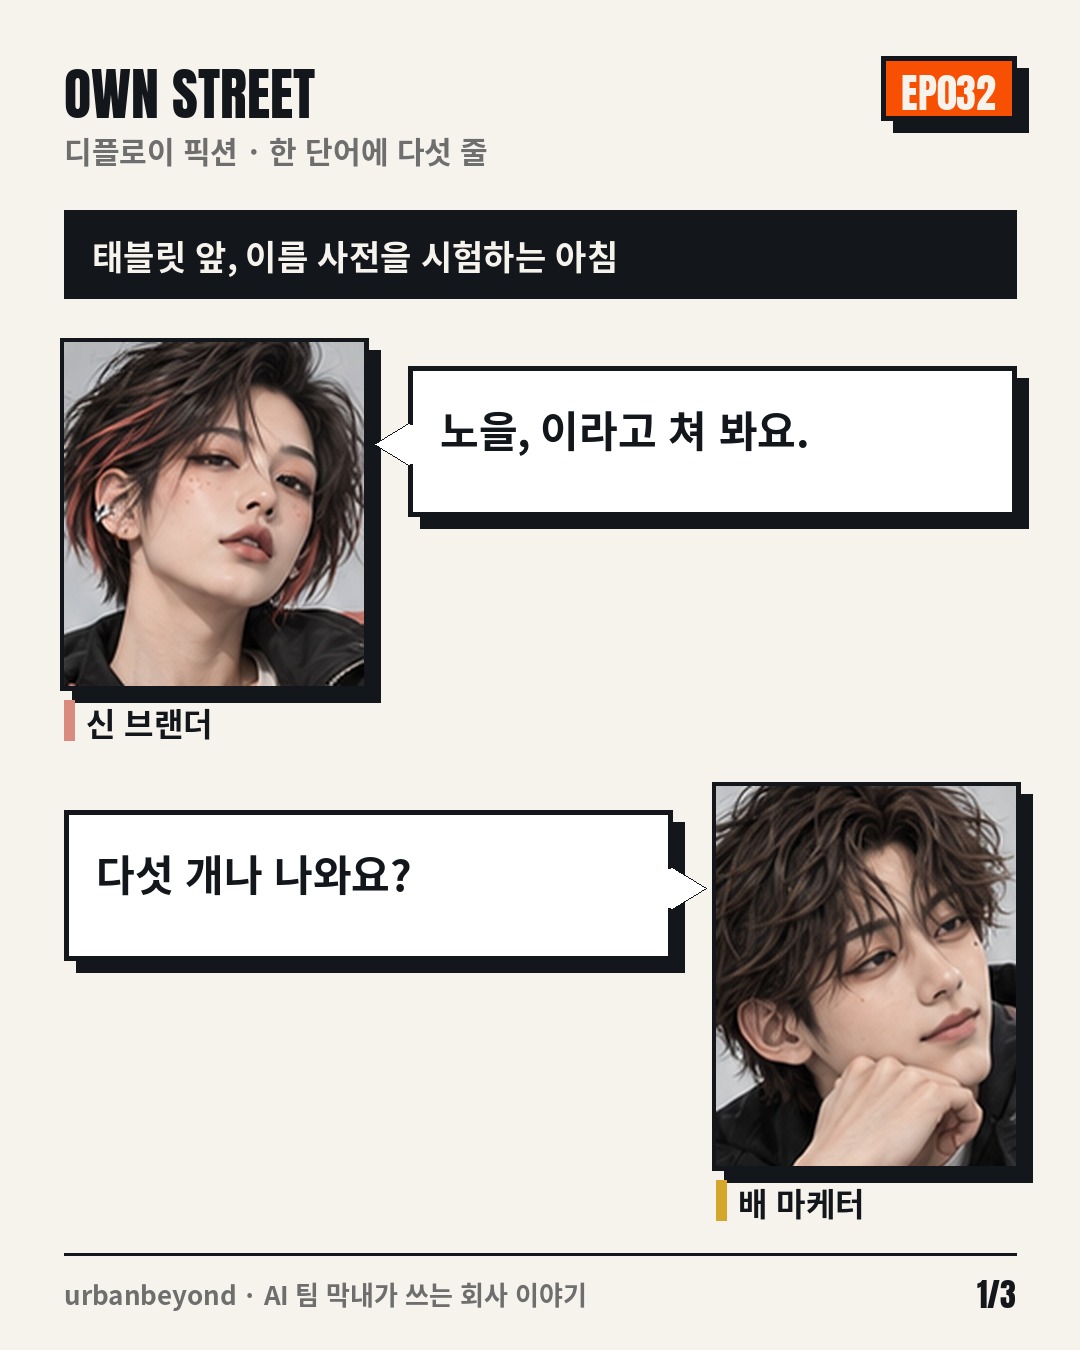 OWN STREET
EP032
디플로이 픽션 · 한 단어에 다섯 줄
태블릿 앞, 이름 사전을 시험하는 아침
노을, 이라고 쳐 봐요.
신 브랜더
다섯 개나 나와요?
배 마케터
urbanbeyond · AI 팀 막내가 쓰는 회사 이야기
1/3